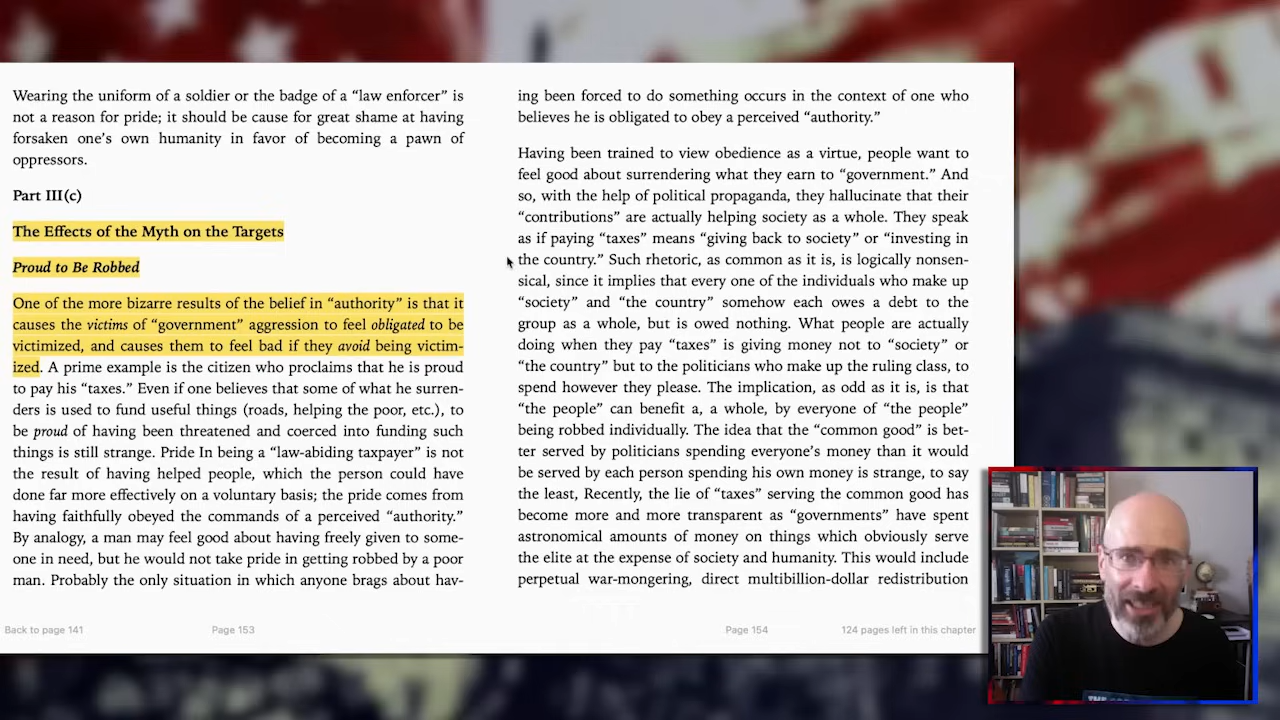 Wearing the uniform of a soldier or the badge of a “law enforcer” is
not a reason for pride; it should be cause for great shame at having
forsaken one’s own humanity in favor of becoming a pawn of
oppressors.
Part III(c)
The Effects of the Myth on the Targets
Proud to Be Robbed
One of the more bizarre results of the belief in “authority” is that it
causes the victims of “government” aggression to feel obligated to be
victimized, and causes them to feel bad if they avoid being victim-
ized. A prime example is the citizen who proclaims that he is proud
to pay his “taxes.” Even if one believes that some of what he surren-
ders is used to fund useful things (roads, helping the poor, etc.), to
be proud of having been threatened and coerced into funding such
things is still strange. Pride In being a “law-abiding taxpayer” is not
the result of having helped people, which the person could have
done far more effectively on a voluntary basis; the pride comes from
having faithfully obeyed the commands of a perceived “authority.”
By analogy, a man may feel good about having freely given to some-
one in need, but he would not take pride in getting robbed by a poor
man. Probably the only situation in which anyone brags about hav-
Back to page 141
Page 153
ing been forced to do something occurs in the context of one who
believes he is obligated to obey a perceived “authority.”
Having been trained to view obedience as a virtue, people want to
feel good about surrendering what they earn to “government.” And
so, with the help of political propaganda, they hallucinate that their
“contributions” are actually helping society as a whole. They speak
as if paying “taxes” means “giving back to society” or “investing in
the country.” Such rhetoric, as common as it is, is logically nonsen-
sical, since it implies that every one of the individuals who make up
“society” and “the country” somehow each owes a debt to the
group as a whole, but is owed nothing. What people are actually
doing when they pay “taxes” is giving money not to “society” or
“the country” but to the politicians who make up the ruling class, to
spend however they please. The implication, as odd as it is, is that
“the people” can benefit a, a whole, by everyone of “the people”
being robbed individually. The idea that the “common good” is bet-
ter served by politicians spending everyone’s money than it would
be served by each person spending his own money is strange, to say
the least, Recently, the lie of “taxes” serving the common good has
become more and more transparent as “governments” have spent
astronomical amounts of money on things which obviously serve
the elite at the expense of society and humanity. This would include
perpetual war-mongering, direct multibillion-dollar redistribution
Page 154
124 pages left in this chapter